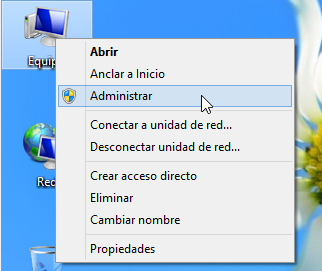 Equip
Red
Abrir
Anclar a Inicio
Administrar
Conectar a unidad de red...
Desconectar unidad de red...
Crear acceso directo
Eliminar
Cambiar nombre
Propiedades